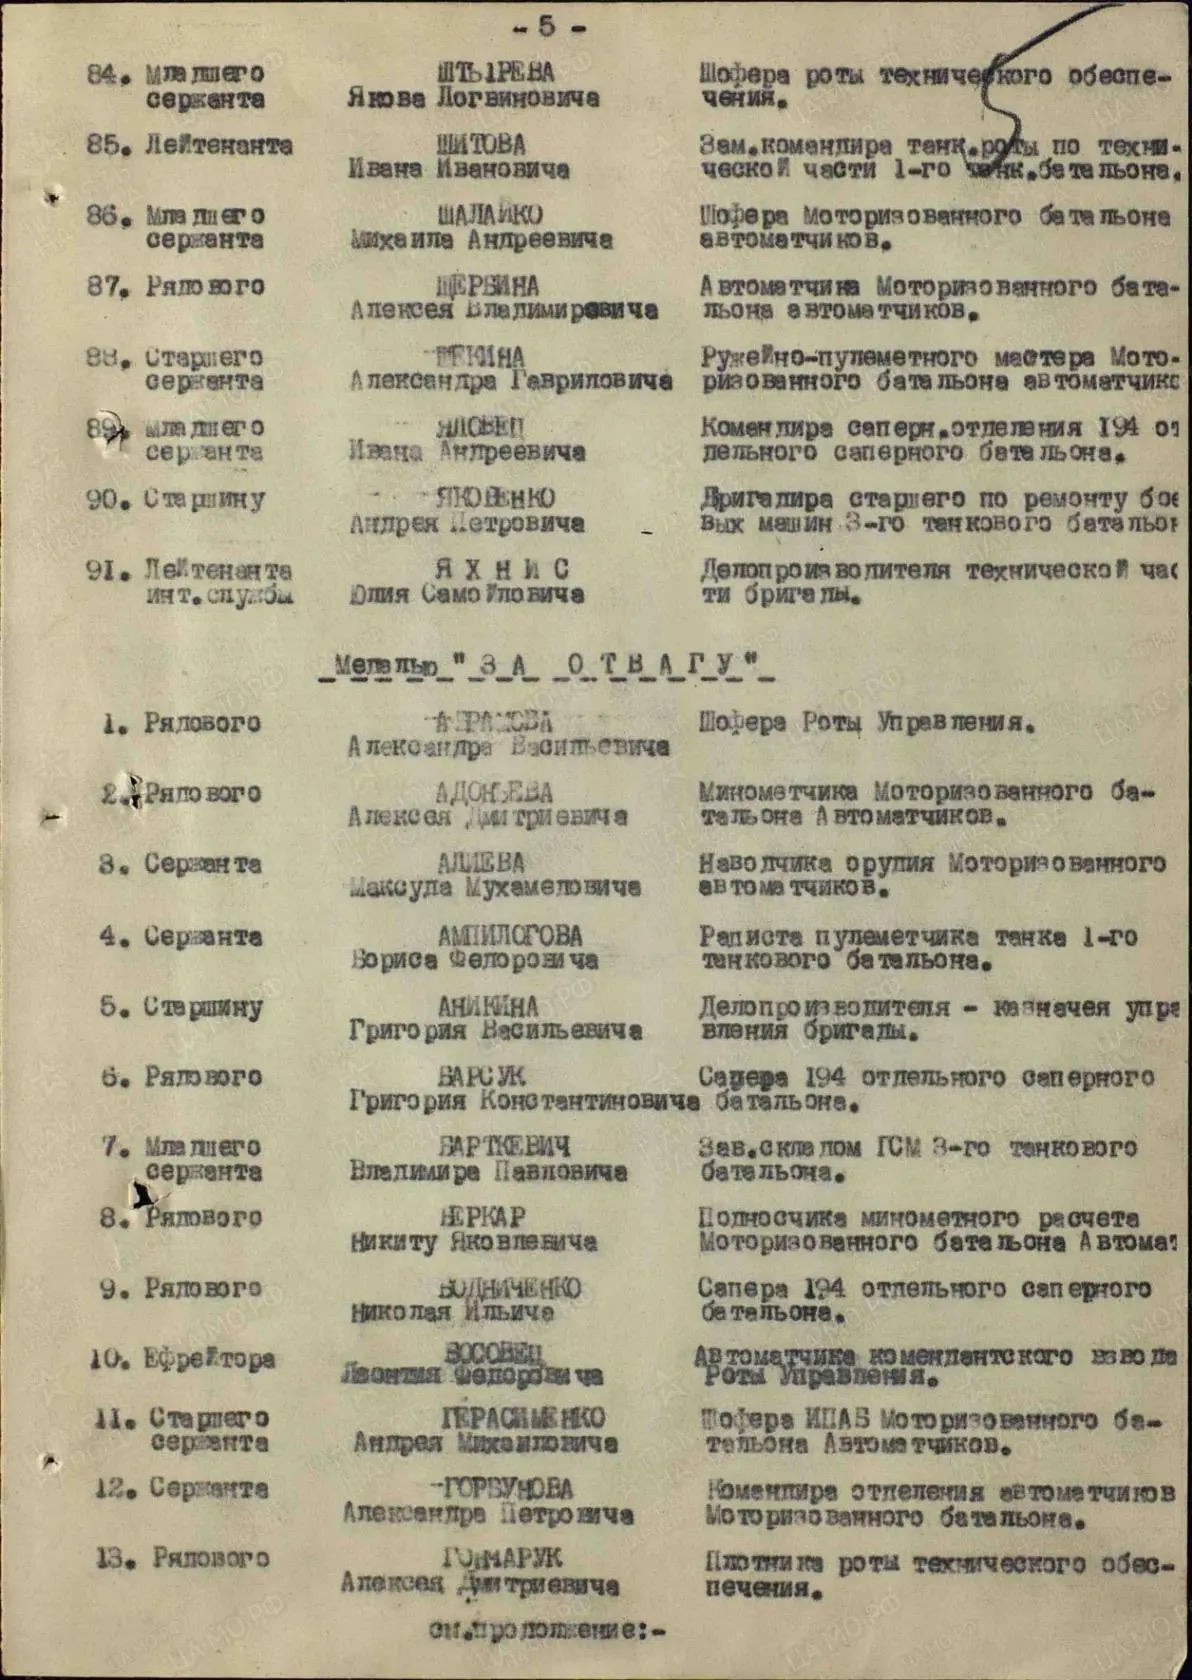 - 5 -
84. Младшего ШТЫРЕВА Шофера роты технического обеспе-
сержанта Якова Логвиновича чения.
85. Лейтенанта ШИТОВА Зам.командира танк.роты по техни-
Ивана Ивановича ческой части 1-го танк.батальона.
86. Младшего ШАЛАЙКО Шофера Моторизованного батальона
сержанта Михаила Андреевича автоматчиков.
87. Рядового ЩЕРБИНА Автоматчика Моторизованного бата-
Алексея Владимировича льона автоматчиков.
88. Старшего Ружейно-пулеметного мастера Мото-
сержанта Александра Гавриловича ризованного батальона автоматчико
89. Младшего ЯЛОВЕЦ Командира саперн.отделения 194 от
сержанта Ивана Андреевича дельного саперного батальона.
90. Старшину ЯКОВЕНКО Бригадира старшего по ремонту бое
Андрея Петровича вых машин 3-го танкового батальон
91. Лейтенанта Я Х Н И С Делопроизводителя технической час
инт.службы Юлия Самойловича ти бригады.
Медалью "З А О Т В А Г У"
1. Рядового АБРАМОВА Шофера Роты Управления.
Александра Васильевича
2. Рядового АДОНЬЕВА Минометчика Моторизованного ба-
Алексея Дмитриевича тальона Автоматчиков.
3. Сержанта АЛИЕВА Наводчика орудия Моторизованного
Максуда Мухамедовича автоматчиков.
4. Сержанта АМПИЛОГОВА Радиста пулеметчика танка 1-го
Бориса Федоровича танкового батальона.
5. Старшину АНИКИНА Делопроизводителя - казначея упра
Григория Васильевича вления бригады.
6. Рядового БАРСУК Сапера 194 отдельного саперного
Григория Константиновича батальона.
7. Младшего БАРТКЕВИЧ Зав.складом ГСМ 3-го танкового
сержанта Владимира Павловича батальона.
8. Рядового БЕРКАР Подносчика минометного расчета
Никиту Яковлевича Моторизованного батальона Автомат
9. Рядового ВОДНИЧЕНКО Сапера 194 отдельного саперного
Николая Ильича батальона.
10. Ефрейтора ВОСОВЕЦ Автоматчика комендантского взвода
Леонтия Федоровича Роты Управления.
11. Старшего ГЕРАСИМЕНКО Шофера ИПАБ Моторизованного ба-
сержанта Андрея Михайловича тальона Автоматчиков.
12. Сержанта ГОРБУНОВА Командира отделения автоматчиков
Александра Петровича Моторизованного батальона.
13. Рядового ГОНЧАРУК Плотника роты технического обес-
Алексея Дмитриевича печения.
см.продолжение:-